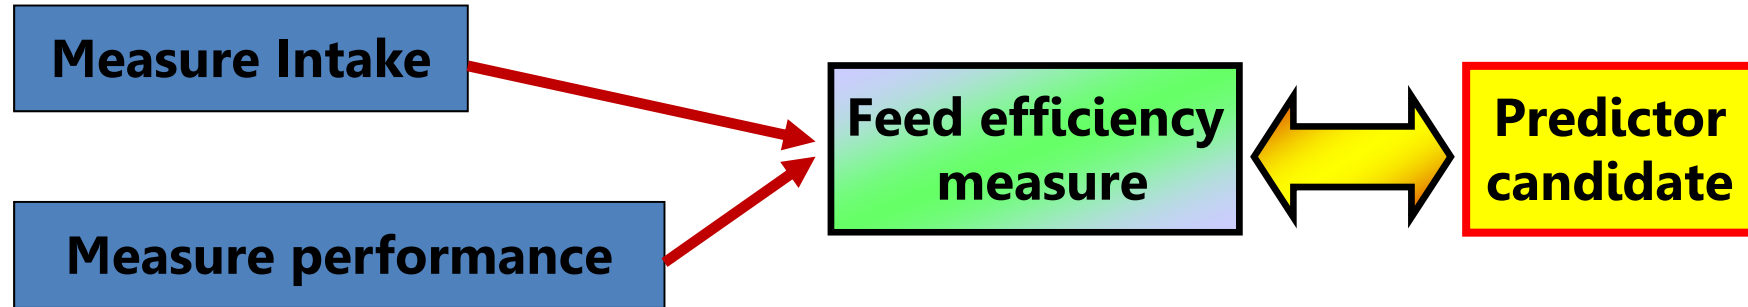 Measure Intake
Feed efficiency
measure
Predictor
candidate
Measure performance